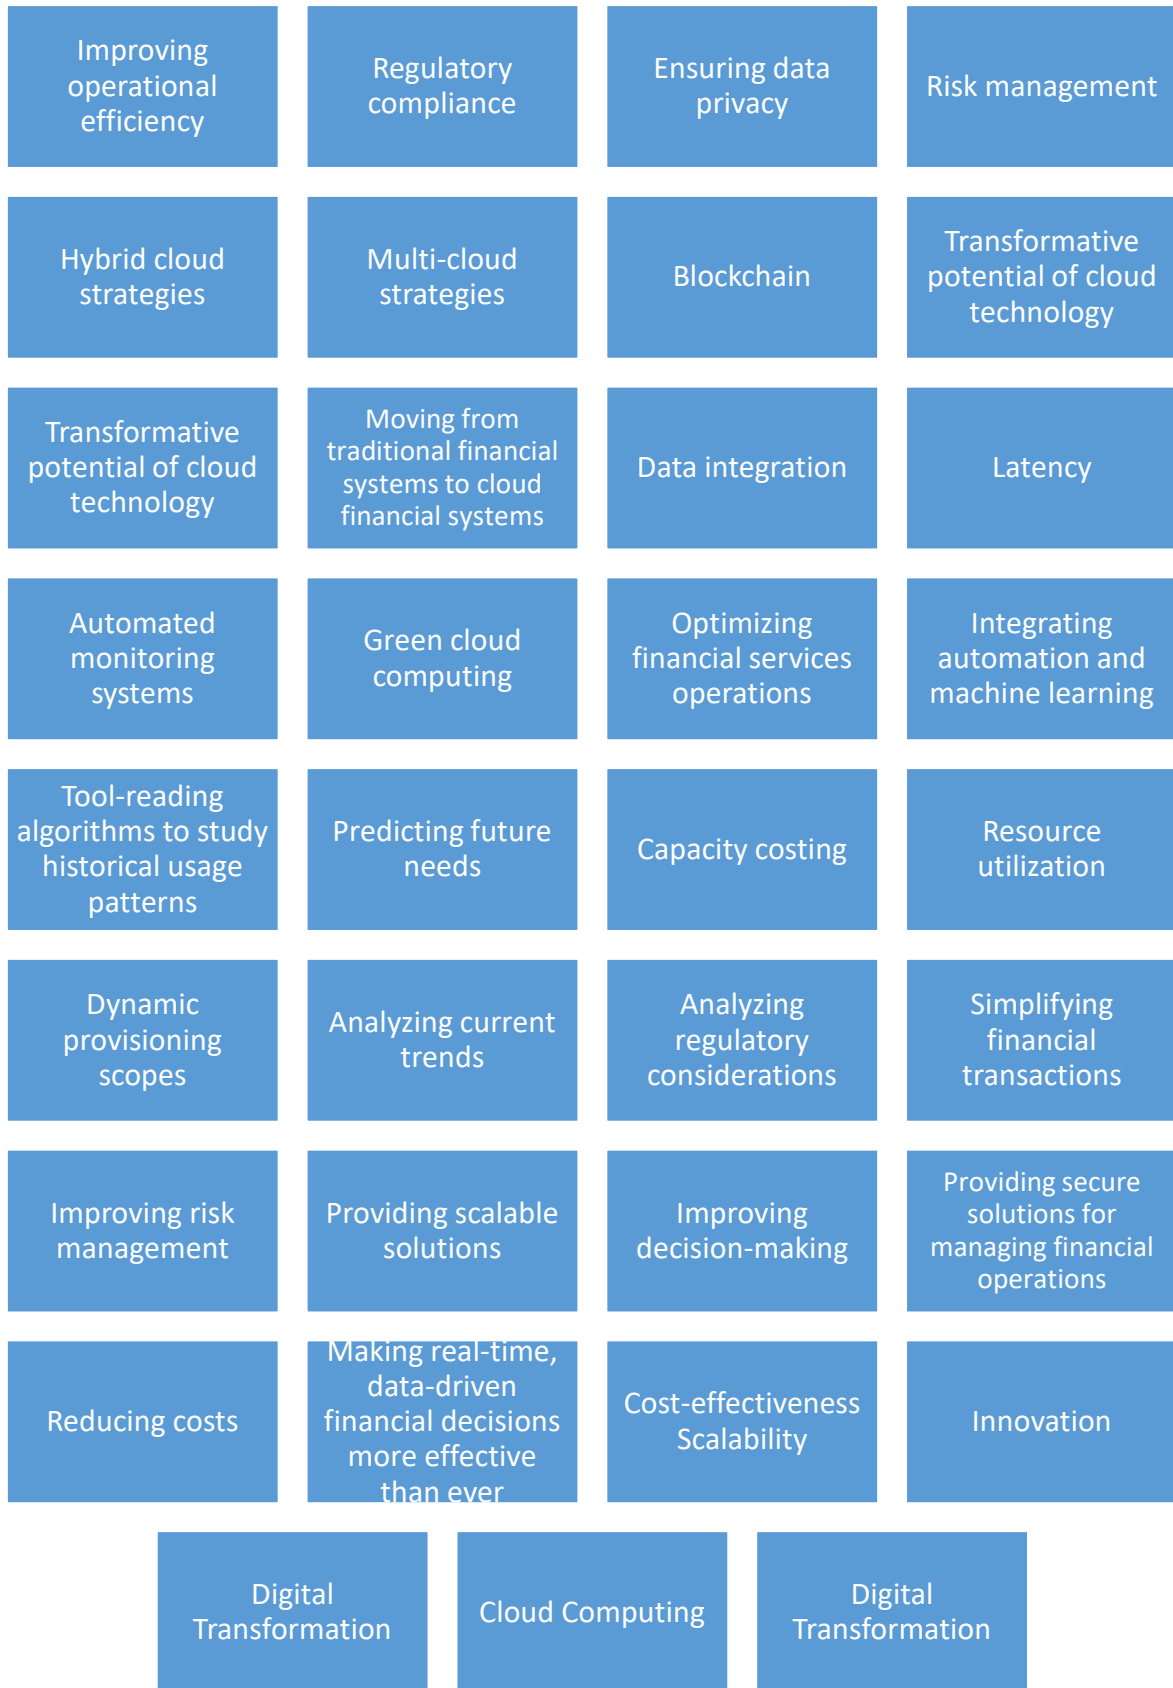 Improving
operational
efficiency
Regulatory
compliance
Ensuring data
privacy
Risk management
Hybrid cloud
strategies
Multi-cloud
strategies
Blockchain
Transformative
potential of cloud
technology
Transformative
potential of cloud
technology
Moving from
traditional financial
systems to cloud
financial systems
Data integration
Latency
Automated
monitoring
systems
Green cloud
computing
Optimizing
financial services
operations
Integrating
automation and
machine learning
Tool-reading
algorithms to study
historical usage
patterns
Predicting future
needs
Capacity costing
Resource
utilization
Dynamic
provisioning
scopes
Analyzing current
trends
Analyzing
regulatory
considerations
Simplifying
financial
transactions
Improving risk
management
Providing scalable
solutions
Improving
decision-making
Providing secure
solutions for
managing financial
operations
Reducing costs
Making real-time,
data-driven
financial decisions
more effective
than ever
Cost-effectiveness
Scalability
Innovation
Digital
Transformation
Cloud Computing
Digital
Transformation